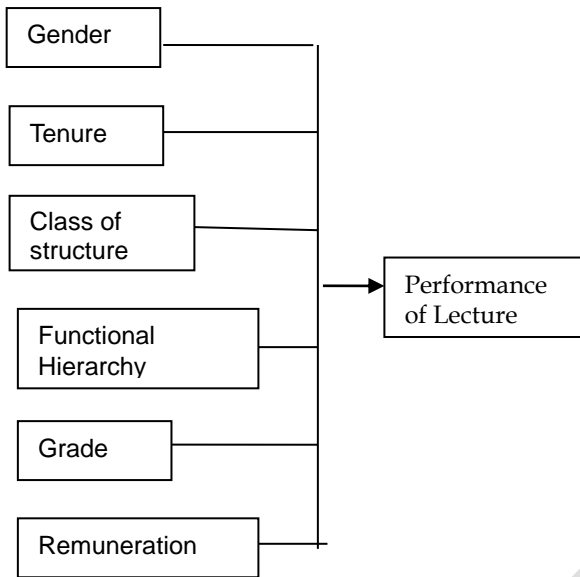 Gender
Tenure
Class of
structure
Functional
Hierarchy
Grade
Remuneration
Performance
of Lecture